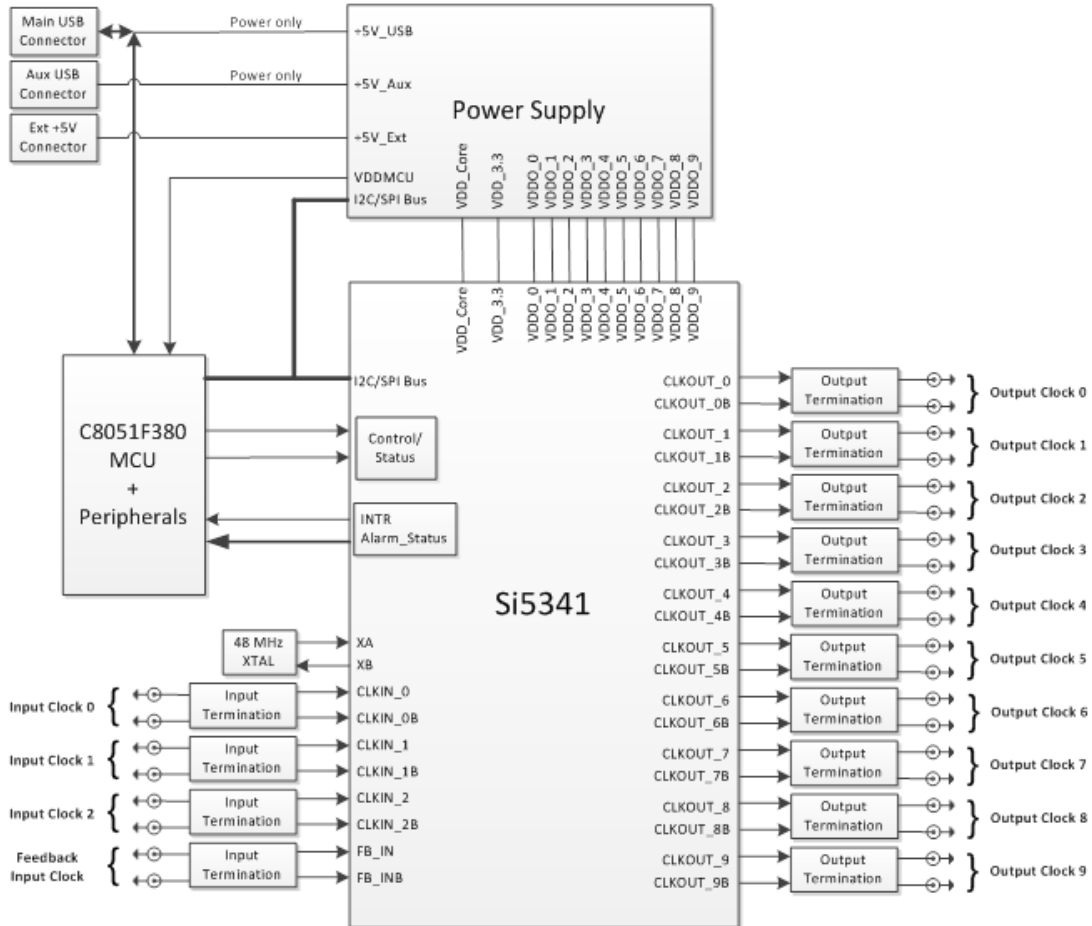 Main USB
Connector
Power only
+5V_USB
Aux USB
Connector
Power only
+5V_Aux
Power Supply
Ext +5V
Connector
+5V_Ext
VDDMCU
I2C/SPI Bus
VDD_Core
VDD_3.3
VDDO_0
VDDO_1
VDDO_2
VDDO_3
VDDO_4
VDDO_5
VDDO_6
VDDO_7
VDDO_8
VDDO_9
VDD_Core
VDD_3.3
VDDO_0
VDDO_1
VDDO_2
VDDO_3
VDDO_4
VDDO_5
VDDO_6
VDDO_7
VDDO_8
VDDO_9
C8051F380
MCU
+
Peripherals
I2C/SPI Bus
Control/
Status
INTR
Alarm_Status
Si5341
48 MHz
XTAL
XA
XB
Input Clock 0
Input
Termination
CLKIN_0
CLKIN_0B
Input Clock 1
Input
Termination
CLKIN_1
CLKIN_1B
Input Clock 2
Input
Termination
CLKIN_2
CLKIN_2B
Feedback
Input Clock
Input
Termination
FB_IN
FB_INB
CLKOUT_0
CLKOUT_0B
Output
Termination
Output Clock 0
CLKOUT_1
CLKOUT_1B
Output
Termination
Output Clock 1
CLKOUT_2
CLKOUT_2B
Output
Termination
Output Clock 2
CLKOUT_3
CLKOUT_3B
Output
Termination
Output Clock 3
CLKOUT_4
CLKOUT_4B
Output
Termination
Output Clock 4
CLKOUT_5
CLKOUT_5B
Output
Termination
Output Clock 5
CLKOUT_6
CLKOUT_6B
Output
Termination
Output Clock 6
CLKOUT_7
CLKOUT_7B
Output
Termination
Output Clock 7
CLKOUT_8
CLKOUT_8B
Output
Termination
Output Clock 8
CLKOUT_9
CLKOUT_9B
Output
Termination
Output Clock 9